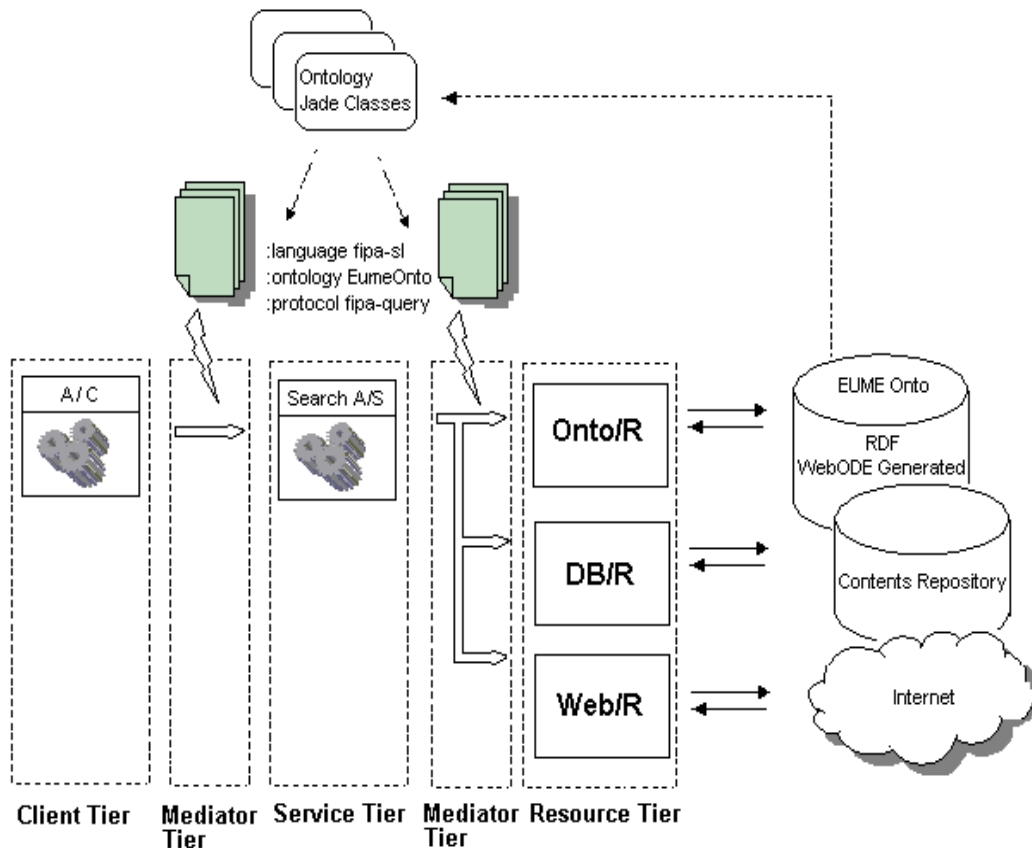 Ontology
Jade Classes
:language fipa-sl
:ontology EumeOnto
:protocol fipa-query
A / C
Search A/S
Onto/R
DB/R
Web/R
EUME Onto
RDF
WebODE Generated
Contents Repository
Internet
Client Tier
Mediator
Tier
Service Tier
Mediator
Tier
Resource Tier